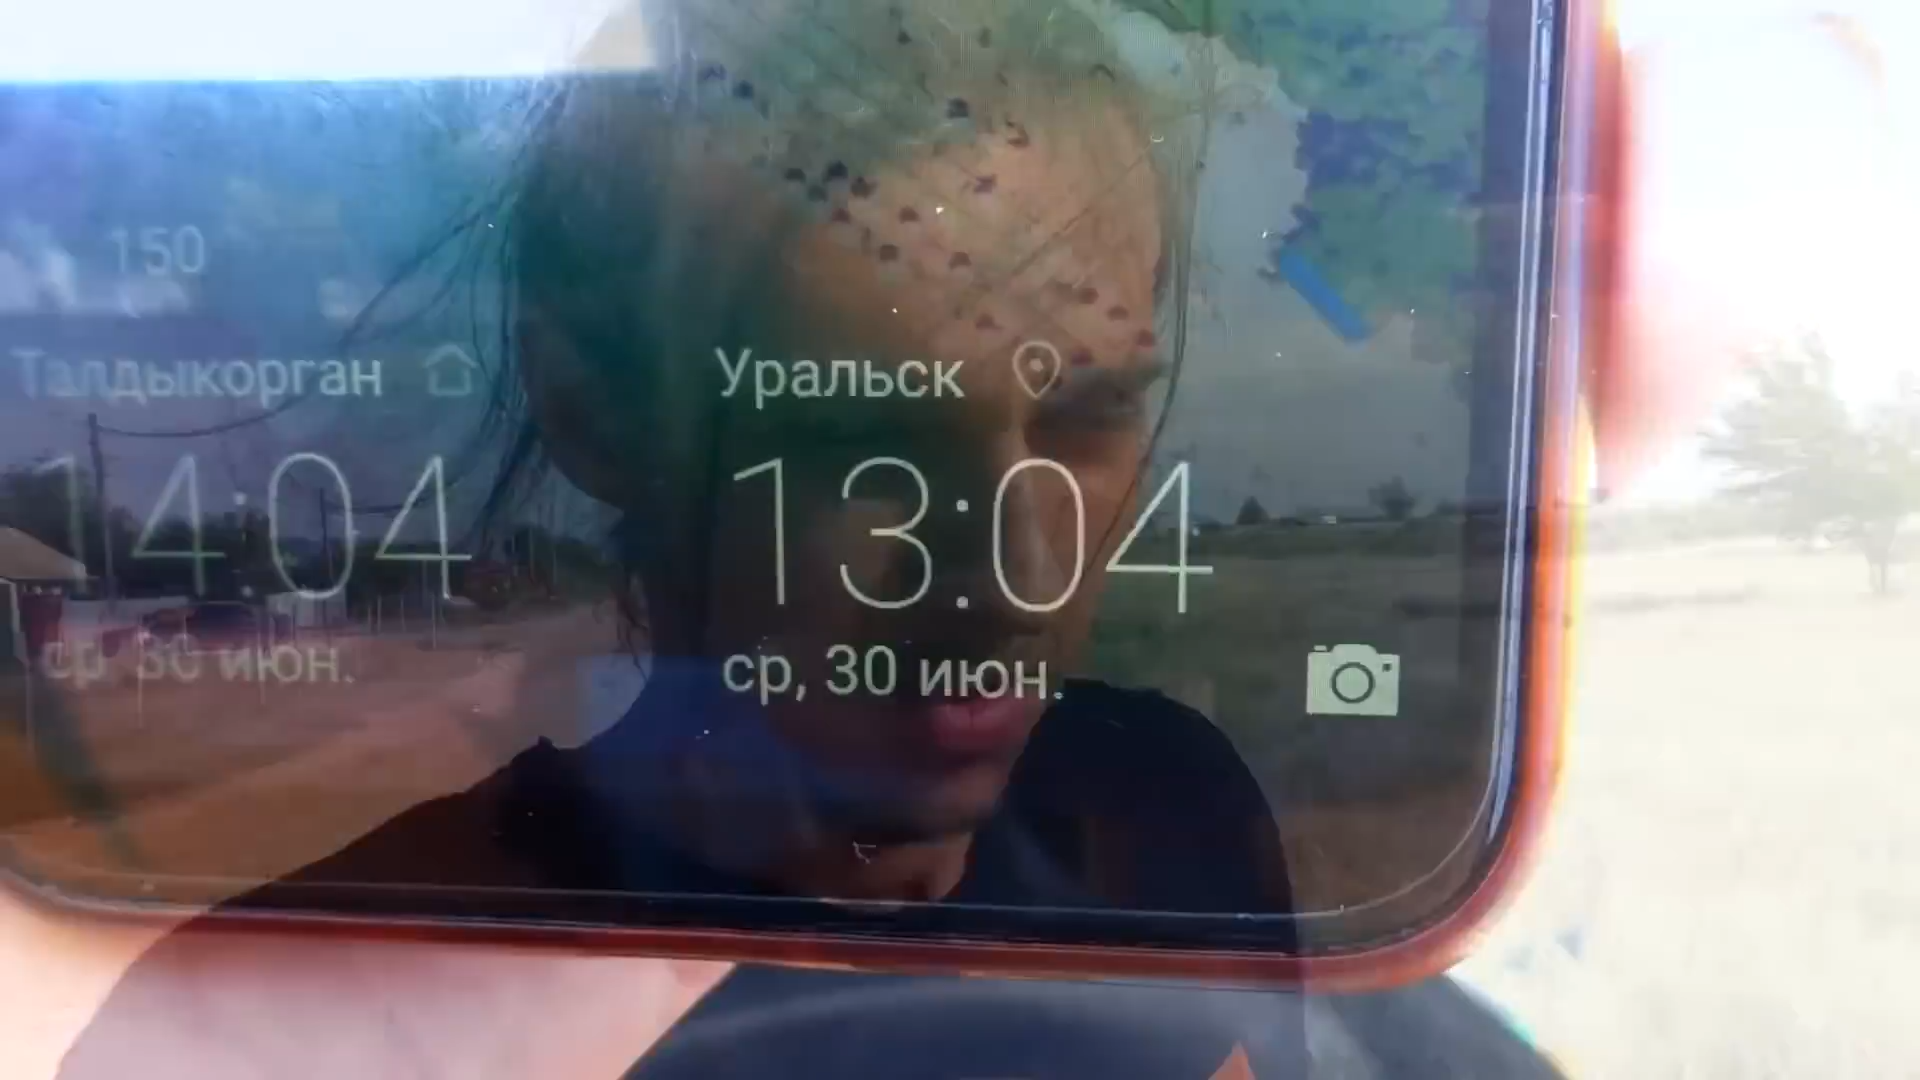 150
Талдыкорган
Уральск
14:04
13:04
ср 30 июн.
ср, 30 июн.